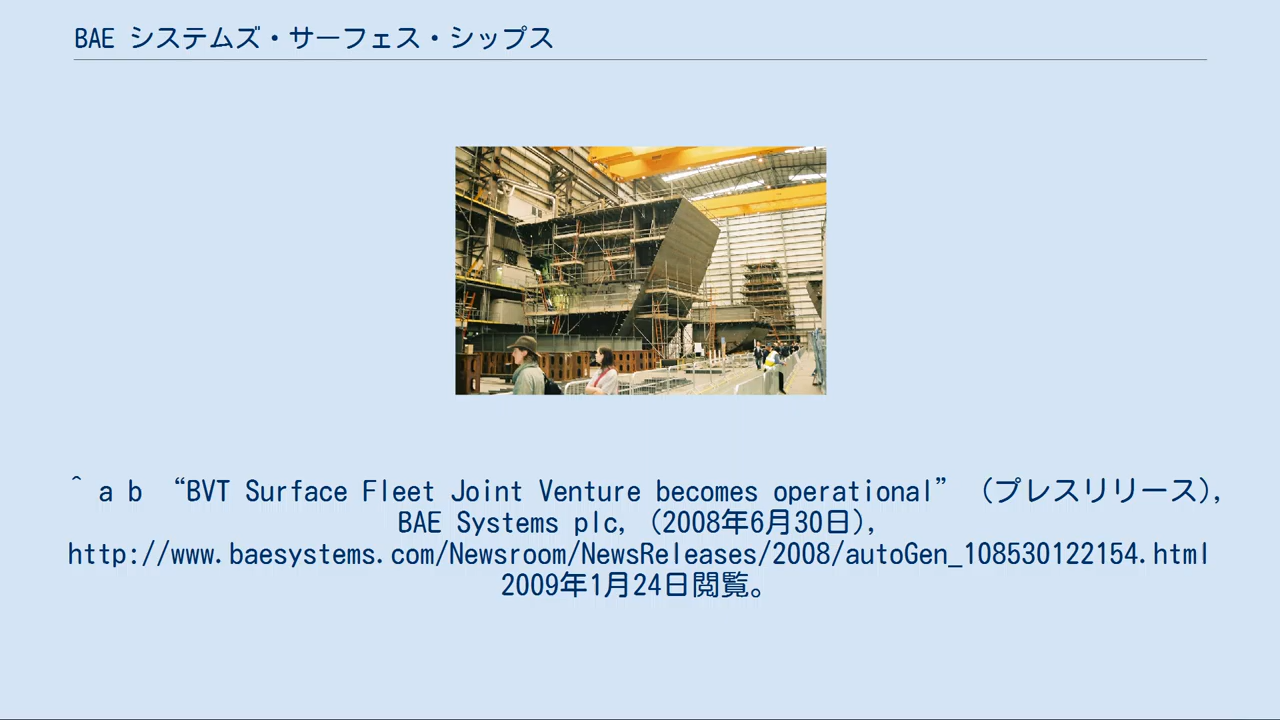 BAE システムズ・サーフェス・シップス
^ a b “BVT Surface Fleet Joint Venture becomes operational” (プレスリリース),
BAE Systems plc, (2008年6月30日),
http://www.baesystems.com/Newsroom/NewsReleases/2008/autoGen_108530122154.html
2009年1月24日閲覧。